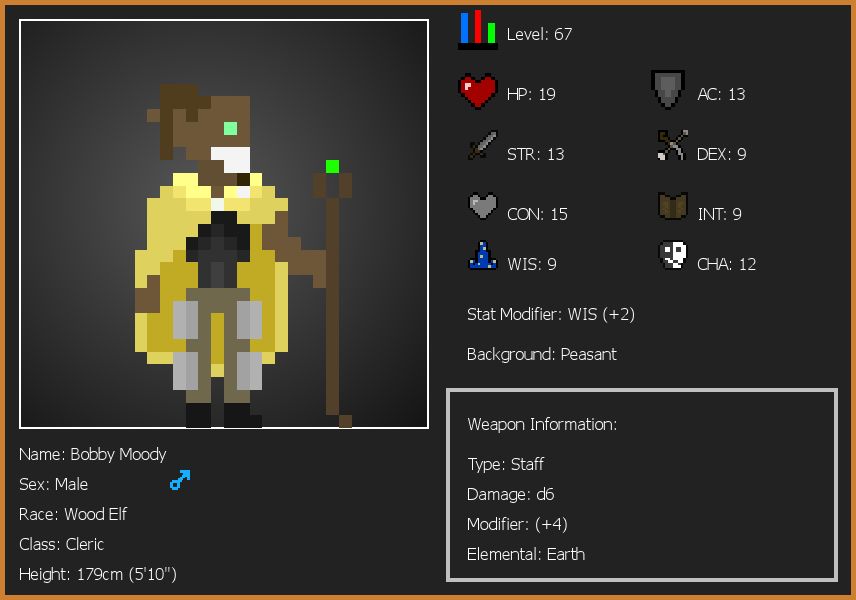 Level: 67
HP: 19
AC: 13
STR: 13
DEX: 9
CON: 15
INT: 9
WIS: 9
CHA: 12
Stat Modifier: WIS (+2)
Background: Peasant
Weapon Information:
Type: Staff
Damage: d6
Modifier: (+4)
Elemental: Earth
Name: Bobby Moody
Sex: Male
Race: Wood Elf
Class: Cleric
Height: 179cm (5'10")